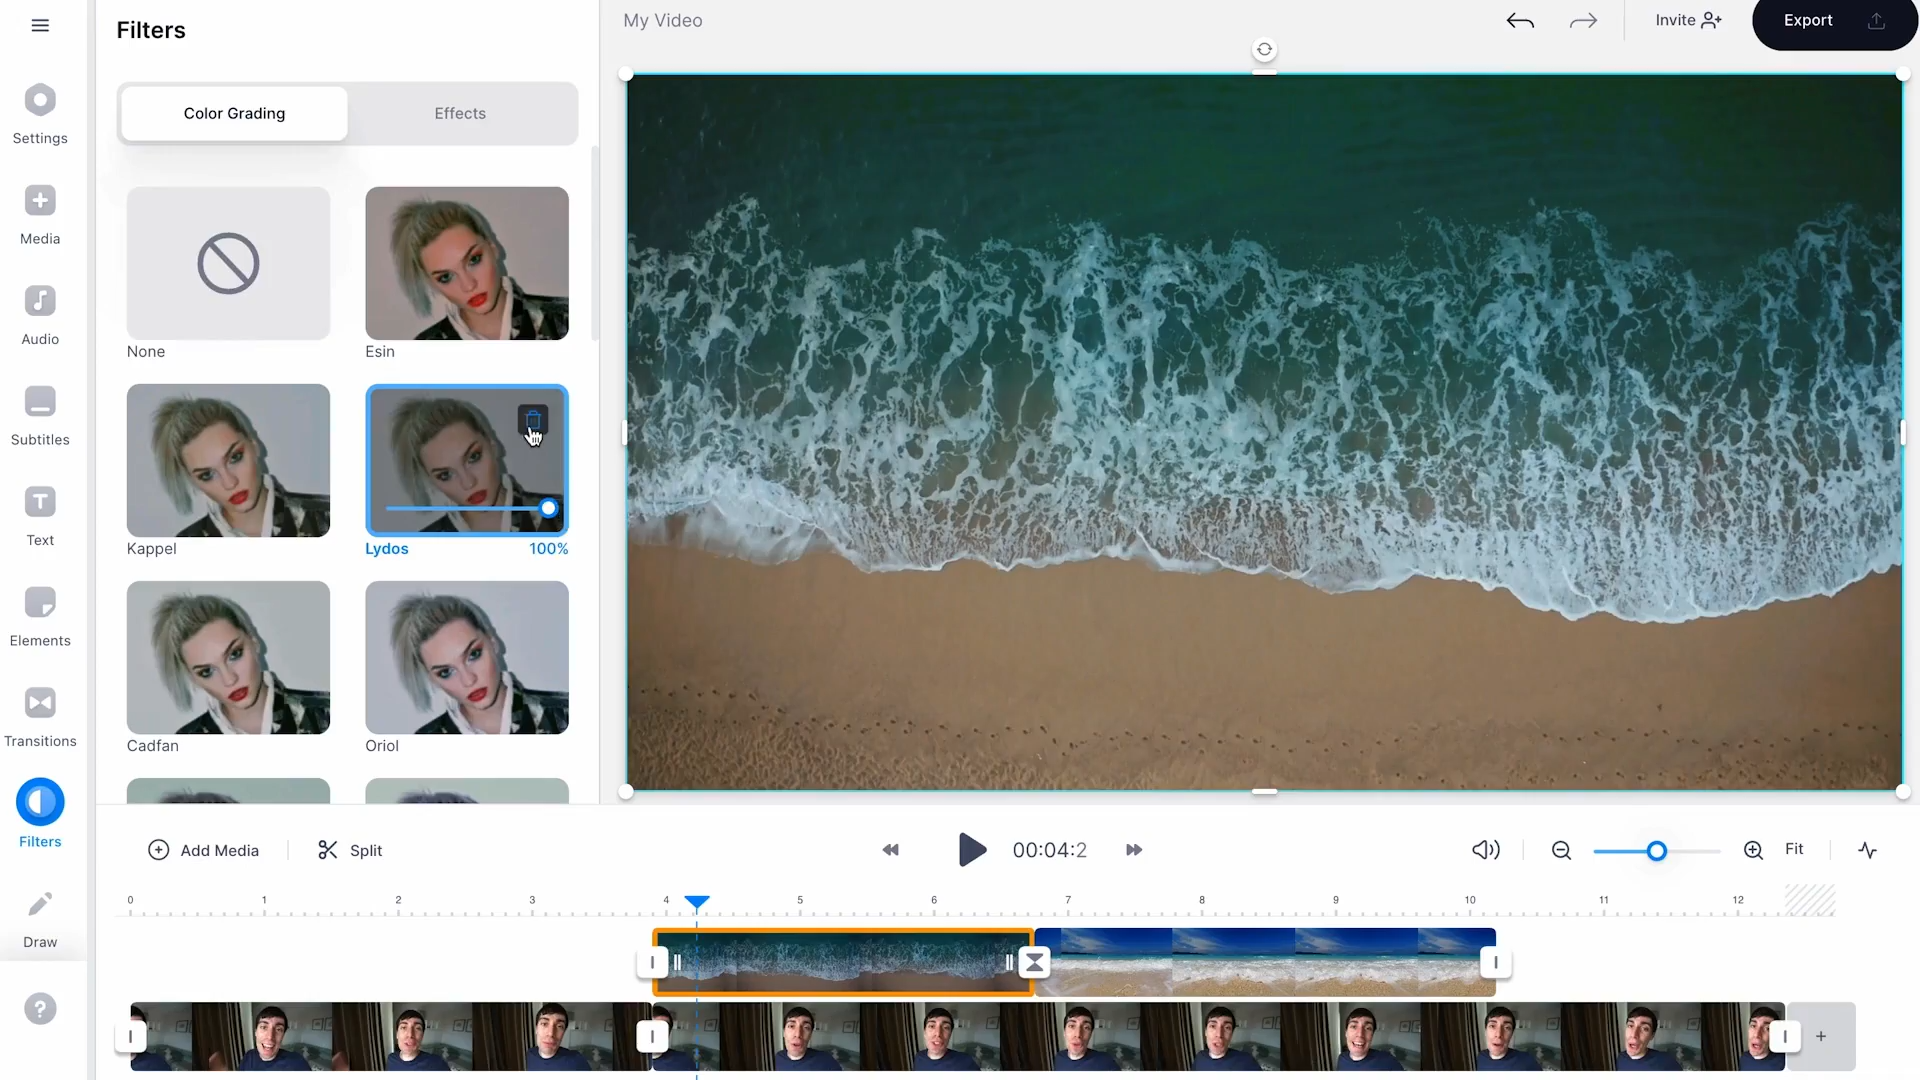 Filters
My Video
Invite
Export
Color Grading
Effects
Settings
Media
Audio
Subtitles
Text
Elements
Transitions
Filters
Draw
?
None
Esin
Kappel
Lydos
100%
Cadfan
Oriol
Add Media
Split
00:04:2
Fit
0
1
2
3
4
5
6
7
8
9
10
11
12